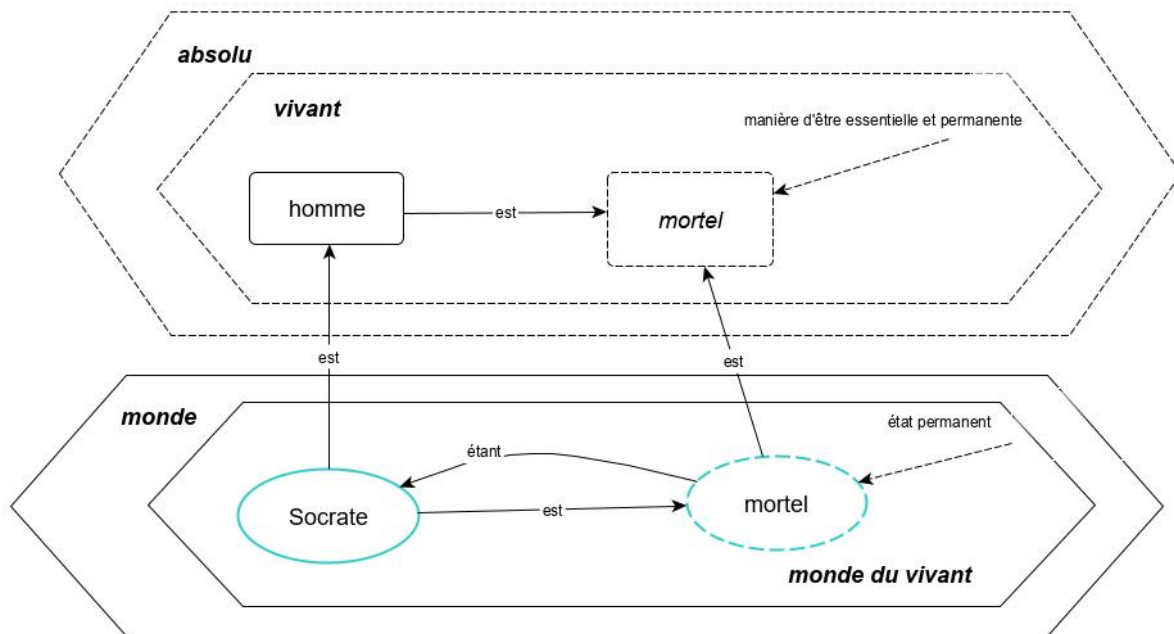 absolu
vivant
manière d'être essentielle et permanente
homme
est
mortel
est
est
monde
état permanent
étant
Socrate
est
mortel
monde du vivant